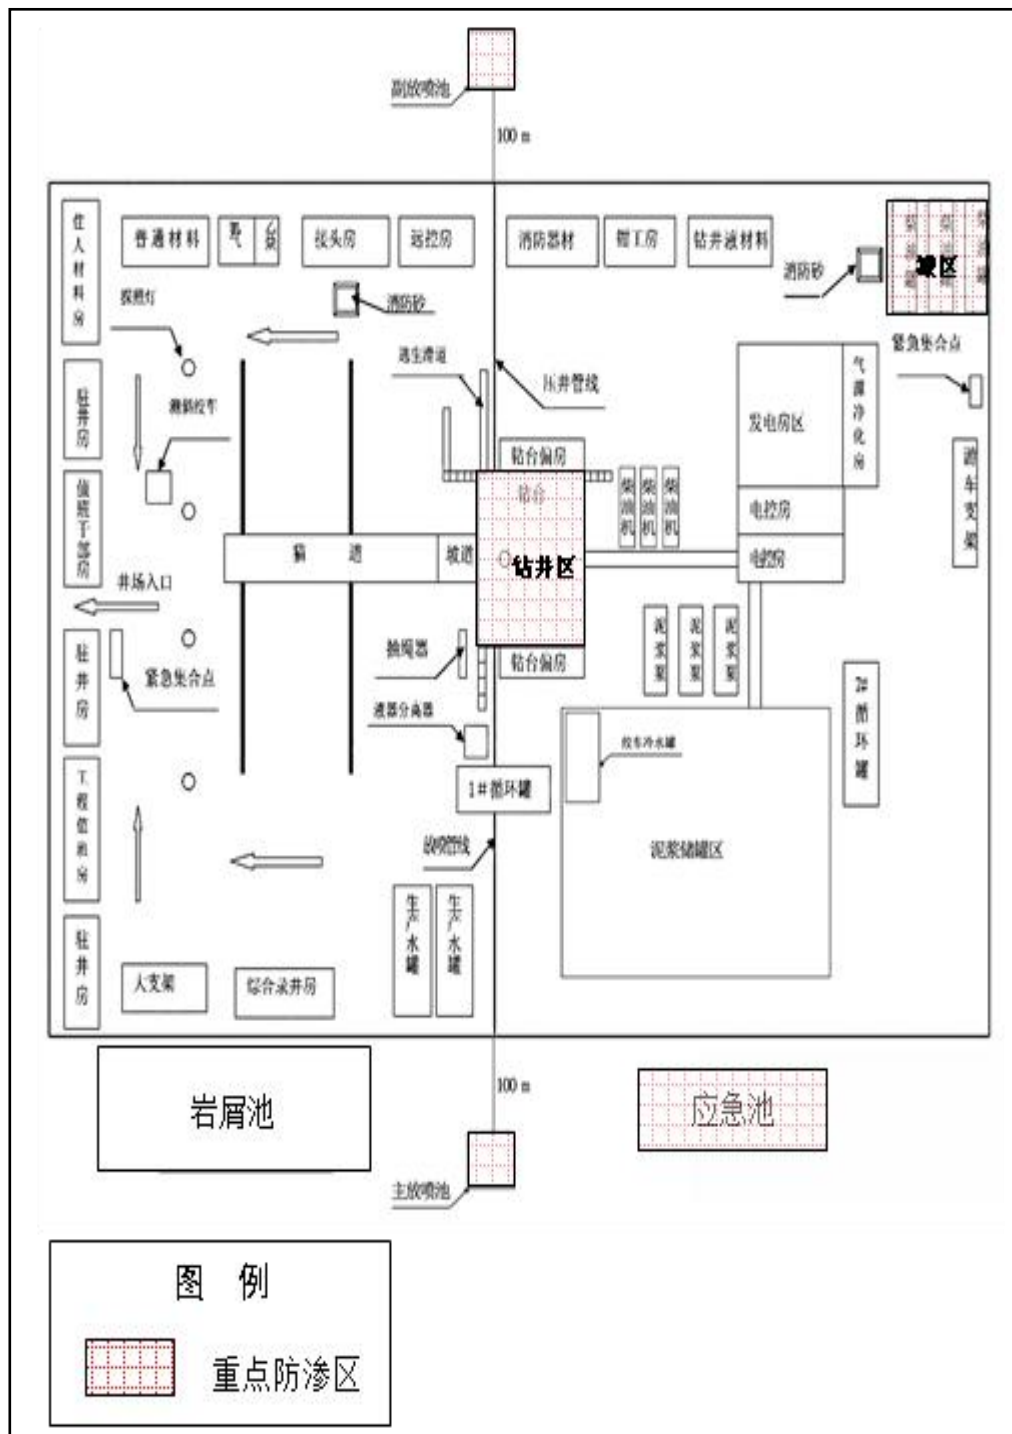 副放喷池
100 m
住人材料房
普通材料
接头房
远控房
消防器材
钳工房
钻井液材料
罐区
消防砂
探照灯
消防砂
紧急集合点
逃生滑道
压井管线
驻井房
测斜绞车
发电房区
气源净化房
钻台偏房
钻台
柴油机
柴油机
柴油机
电控房
游车支架
值班干部房
猫 道
坡道
钻井区
电控房
井场入口
泥浆泵
泥浆泵
泥浆泵
驻井房
紧急集合点
抽绳器
钻台偏房
2#循环罐
液器分离器
绞车冷水罐
工程值班房
1#循环罐
放喷管线
泥浆储罐区
生产水罐
生产水罐
驻井房
人支架
综合录井房
岩屑池
100 m
应急池
主放喷池
图 例
重点防渗区